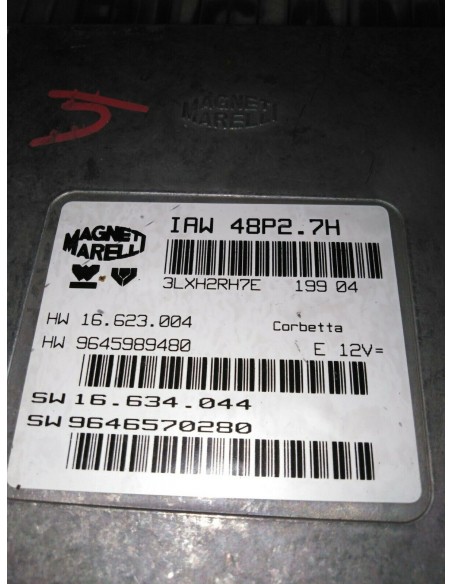 MAGNETI
MARELLI
MAGNETI
MARELLI
IAW 48P2.7H
3LXH2RH7E 199 04
HW 16.623.004 Corbetta
HW 9645989480 E 12V=
SW 16.634.044
SW 9646570280